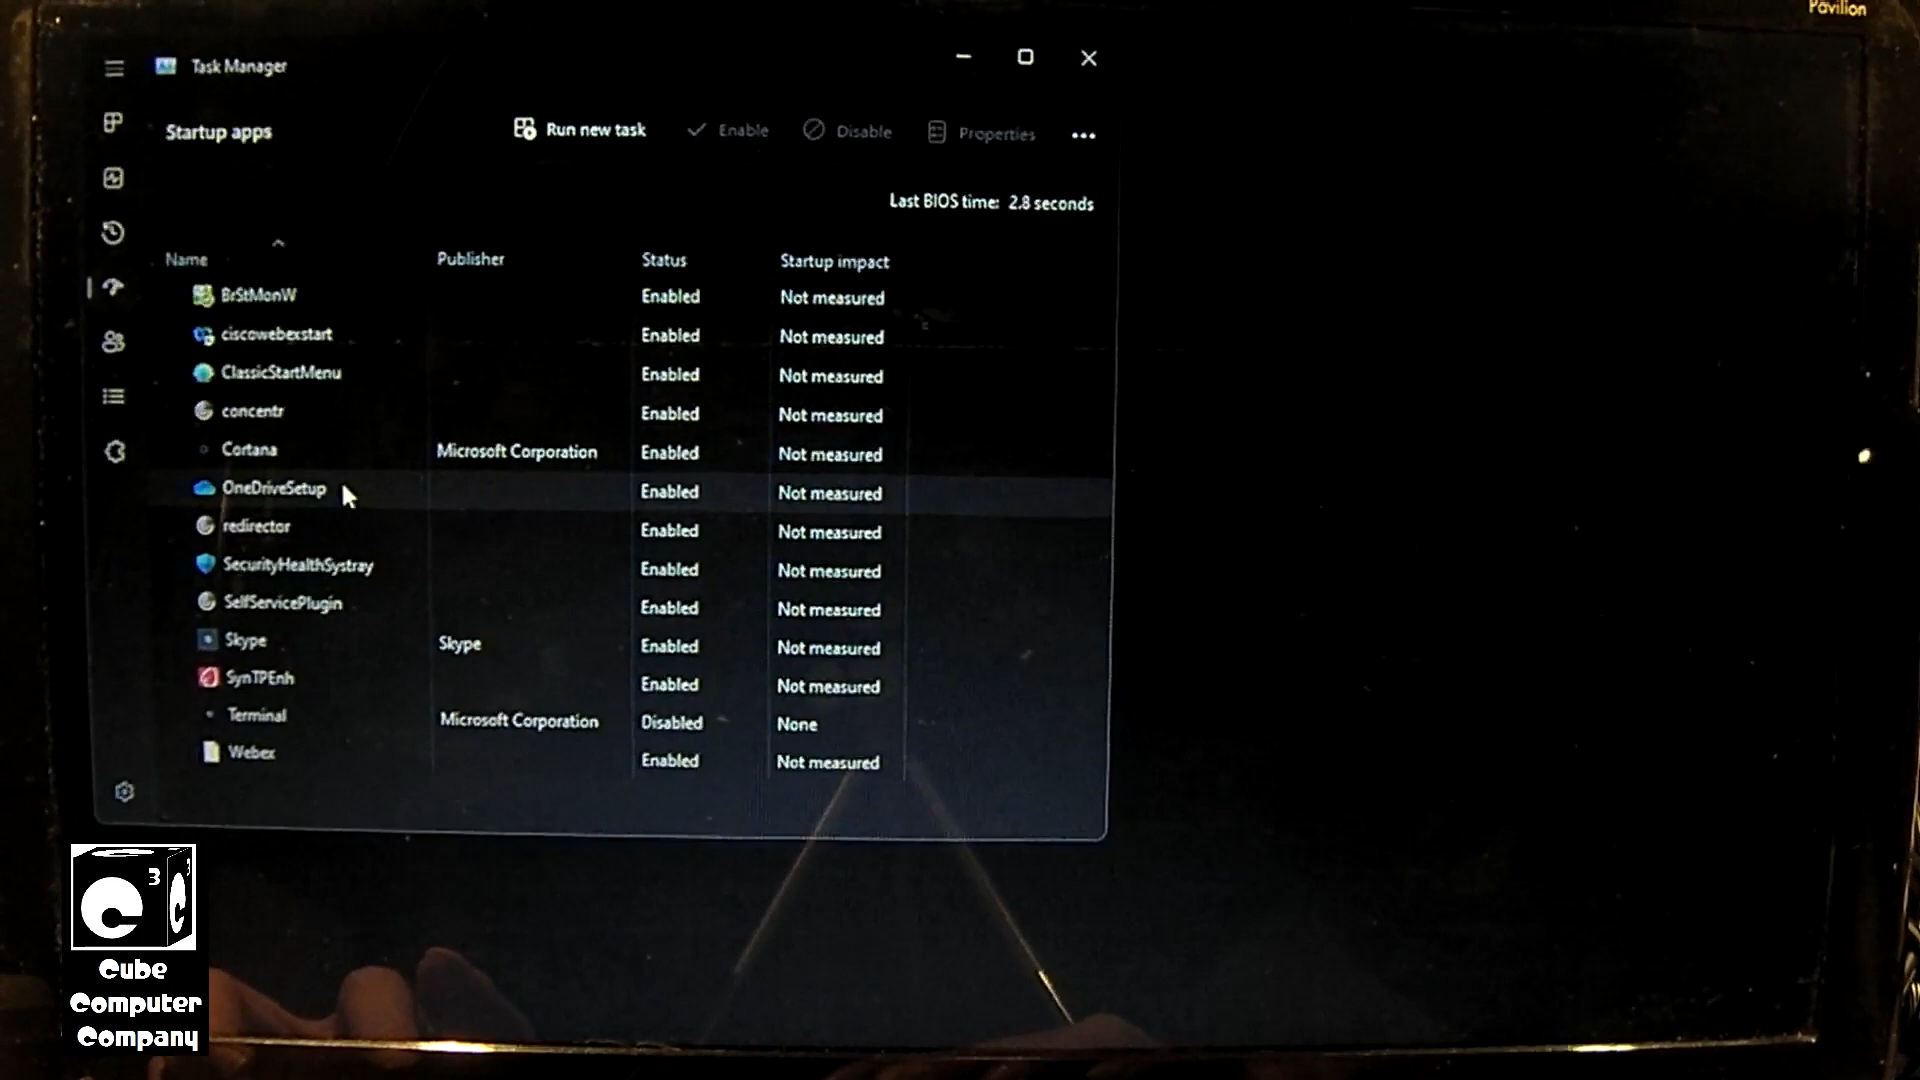 Pavilion
Task Manager
Startup apps
Run new task Enable Disable Properties
Last BIOS time: 2.8 seconds
Name Publisher Status Startup impact
BrStMonW Enabled Not measured
ciscowebexstart Enabled Not measured
ClassicStartMenu Enabled Not measured
concentr Enabled Not measured
Cortana Microsoft Corporation Enabled Not measured
OneDriveSetup Enabled Not measured
redirector Enabled Not measured
SecurityHealthSystray Enabled Not measured
SelfServicePlugin Enabled Not measured
Skype Skype Enabled Not measured
SynTPEnh Enabled Not measured
Terminal Microsoft Corporation Disabled None
Webex Enabled Not measured
C 3 C 3
Cube
Computer
Company